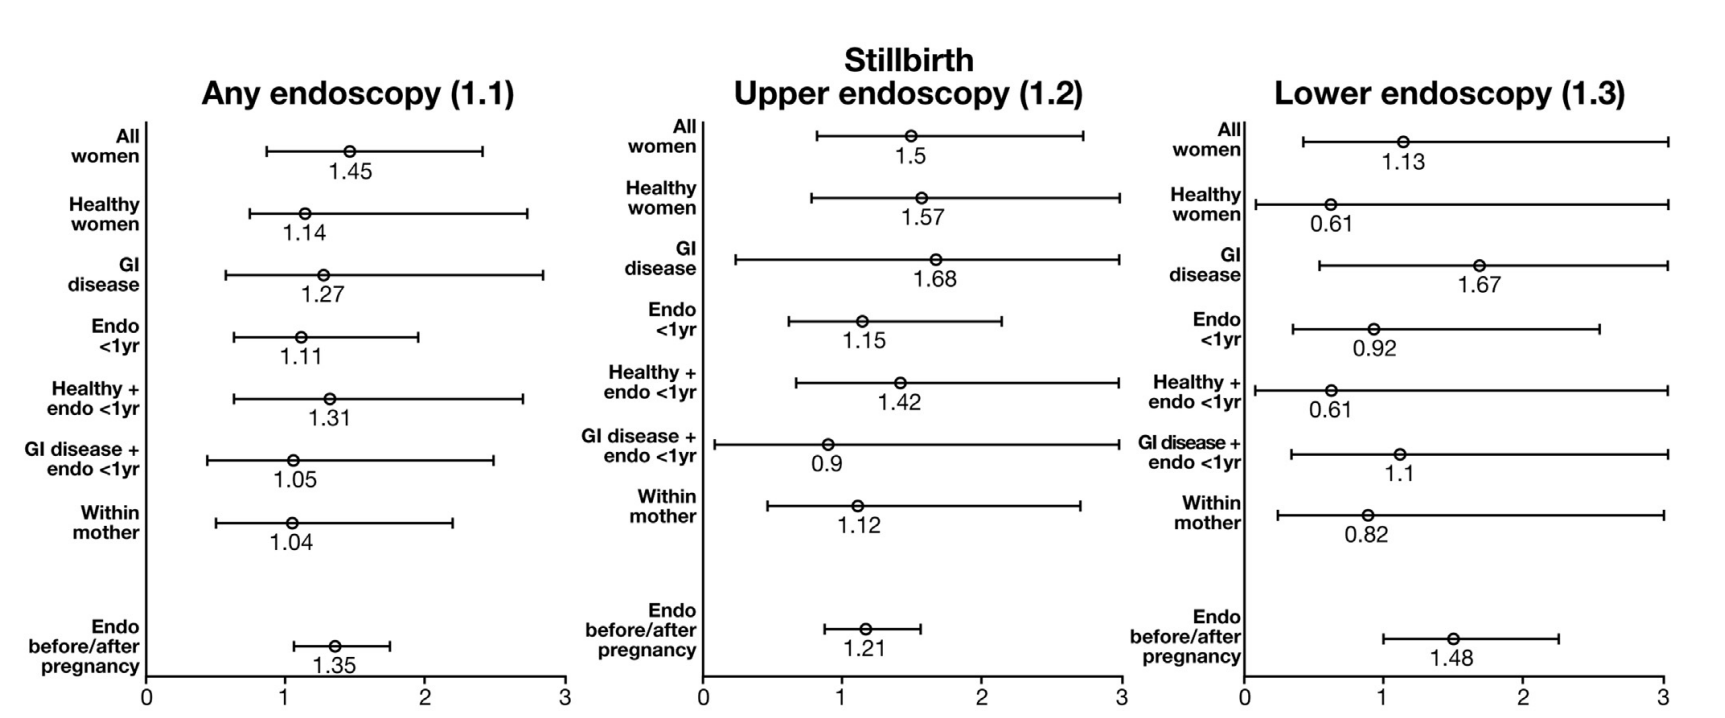 Stillbirth
Any endoscopy (1.1)
All
women
1.45
Healthy
women
1.14
GI
disease
1.27
Endo
<1yr
1.11
Healthy +
endo <1yr
1.31
GI disease +
endo <1yr
1.05
Within
mother
1.04
Endo
before/after
pregnancy
1.35
0 1 2 3
Upper endoscopy (1.2)
All
women
1.5
Healthy
women
1.57
GI
disease
1.68
Endo
<1yr
1.15
Healthy +
endo <1yr
1.42
GI disease +
endo <1yr
0.9
Within
mother
1.12
Endo
before/after
pregnancy
1.21
0 1 2 3
Lower endoscopy (1.3)
All
women
1.13
Healthy
women
0.61
GI
disease
1.67
Endo
<1yr
0.92
Healthy +
endo <1yr
0.61
GI disease +
endo <1yr
1.1
Within
mother
0.82
Endo
before/after
pregnancy
1.48
0 1 2 3